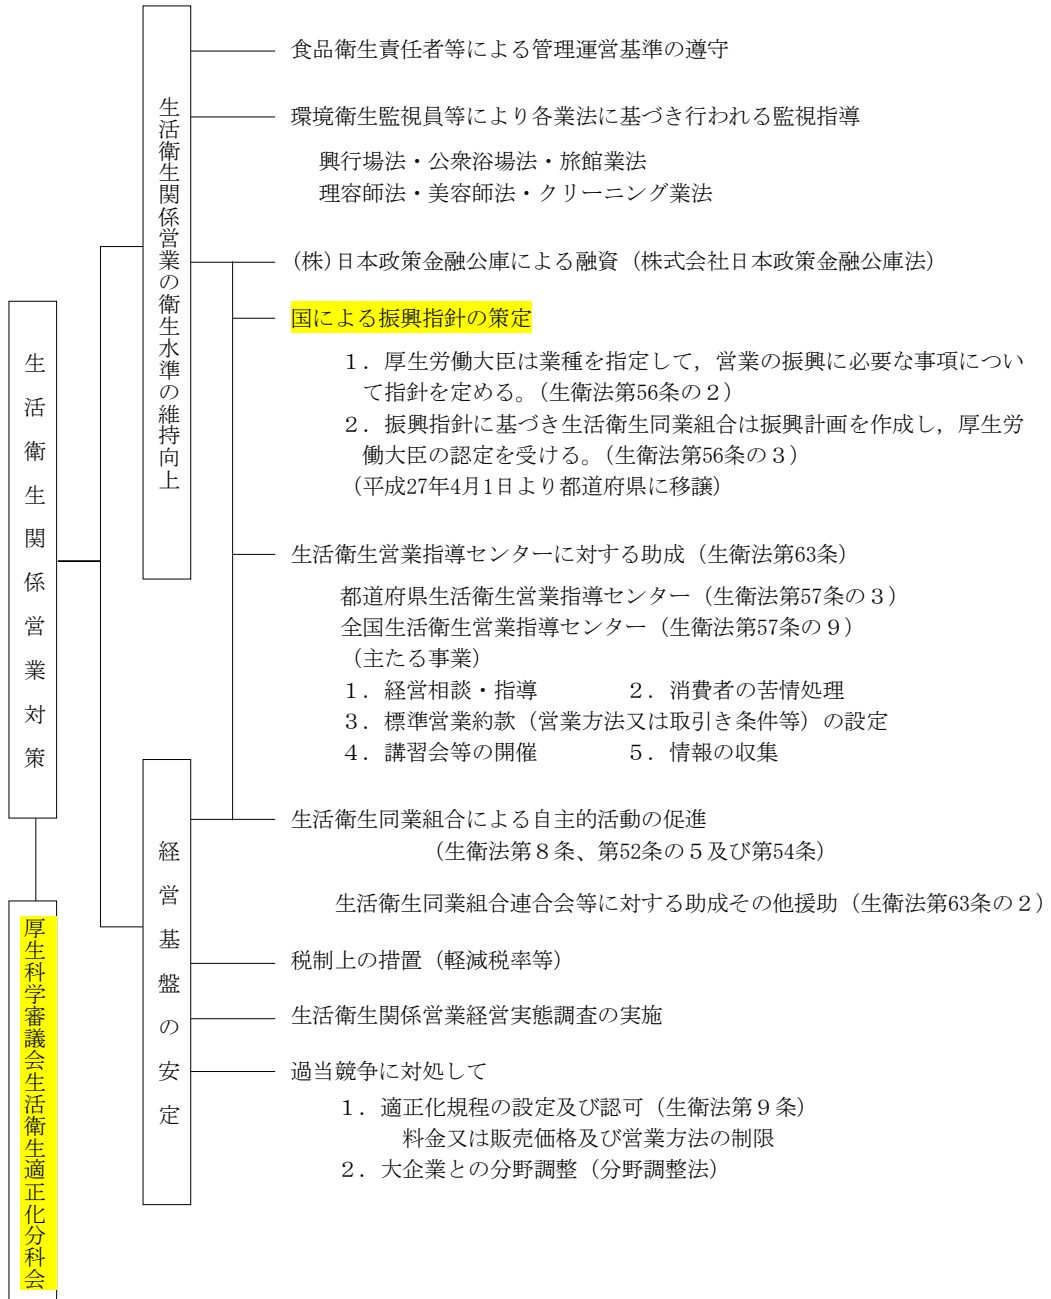 生活衛生関係営業対策
厚生科学審議会生活衛生適正化分科会
生活衛生関係営業の衛生水準の維持向上
食品衛生責任者等による管理運営基準の遵守
環境衛生監視員等により各業法に基づき行われる監視指導
興行場法・公衆浴場法・旅館業法
理容師法・美容師法・クリーニング業法
(株)日本政策金融公庫による融資(株式会社日本政策金融公庫法)
国による振興指針の策定
１．厚生労働大臣は業種を指定して，営業の振興に必要な事項につい
て指針を定める。(生衛法第56条の２)
２．振興指針に基づき生活衛生同業組合は振興計画を作成し，厚生労
働大臣の認定を受ける。(生衛法第56条の３)
(平成27年4月1日より都道府県に移譲)
生活衛生営業指導センターに対する助成(生衛法第63条)
都道府県生活衛生営業指導センター(生衛法第57条の３)
全国生活衛生営業指導センター(生衛法第57条の９)
(主たる事業)
１．経営相談・指導　２．消費者の苦情処理
３．標準営業約款(営業方法又は取引き条件等)の設定
４．講習会等の開催　５．情報の収集
経営基盤の安定
生活衛生同業組合による自主的活動の促進
(生衛法第８条、第52条の５及び第54条)
生活衛生同業組合連合会等に対する助成その他援助(生衛法第63条の２)
税制上の措置(軽減税率等)
生活衛生関係営業経営実態調査の実施
過当競争に対処して
１．適正化規程の設定及び認可(生衛法第９条)
料金又は販売価格及び営業方法の制限
２．大企業との分野調整(分野調整法)